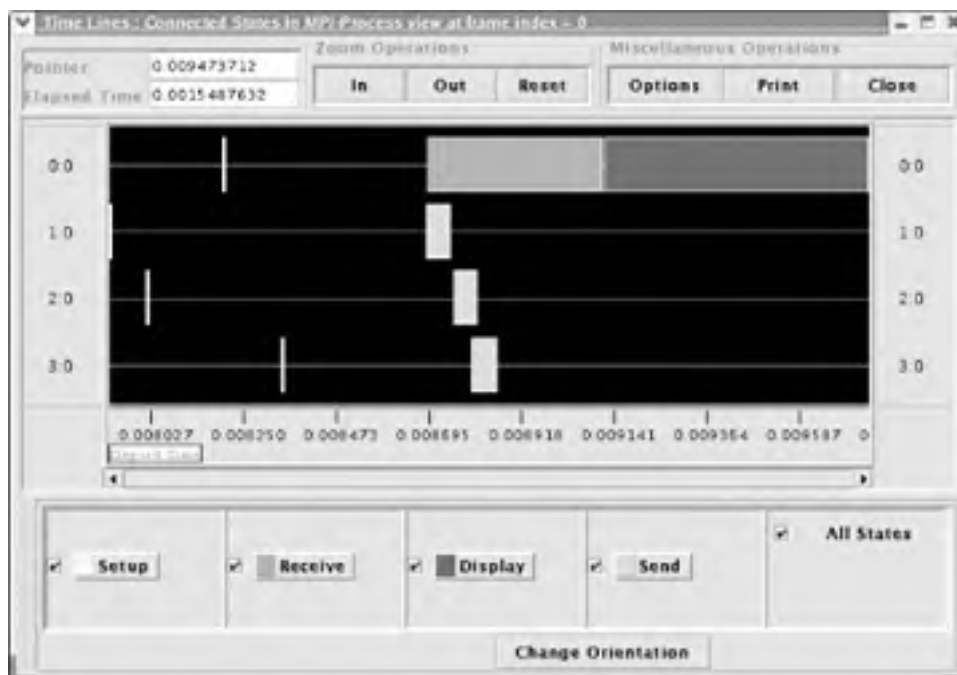 Time Lines : Connected States in MPI-Process view at frame index = 0
Zoom Operations
Miscellaneous Operations
Pointer 0.009473712
Elapsed Time 0.0015487632
In Out Reset
Options Print Close
0:0 0:0
1:0 1:0
2:0 2:0
3:0 3:0
0.008027 0.008250 0.008473 0.008695 0.008918 0.009141 0.009364 0.009587 0
Setup Receive Display Send All States
Change Orientation